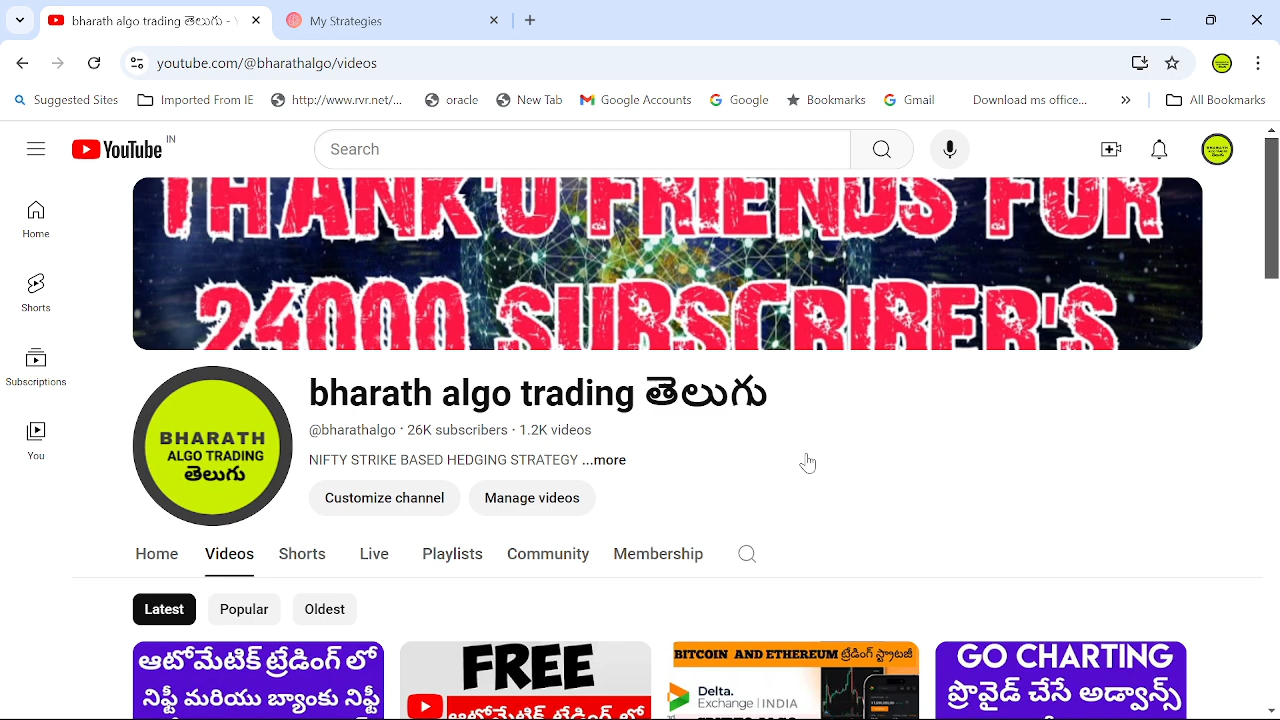 bharath algo trading తెలుగు - Y
My Strategies
youtube.com/@bharathalgo/videos
Suggested Sites
Imported From IE
http://www.rvr.net/...
oracle
New Tab
Google Accounts
Google
Bookmarks
Gmail
Download ms office...
All Bookmarks
YouTube IN
Search
Home
Shorts
Subscriptions
You
THANK'U FRIENDS FOR
24000 SUBSCRIBER'S
BHARATH
ALGO TRADING
తెలుగు
bharath algo trading తెలుగు
@bharathalgo · 26K subscribers · 1.2K videos
NIFTY STRIKE BASED HEDGING STRATEGY ...more
Customize channel
Manage videos
Home
Videos
Shorts
Live
Playlists
Community
Membership
Latest
Popular
Oldest
ఆటోమేటిక్ ట్రేడింగ్ లో
నిఫ్టీ మరియు బ్యాంకు నిఫ్టీ
FREE
ఆటోమేటిక్ ట్రేడింగ్ లో
BITCOIN AND ETHEREUM ట్రేడింగ్ స్ట్రాటజీ
Delta.
Exchange INDIA
GO CHARTING
ప్రొవైడ్ చేసే అడ్వాన్స్